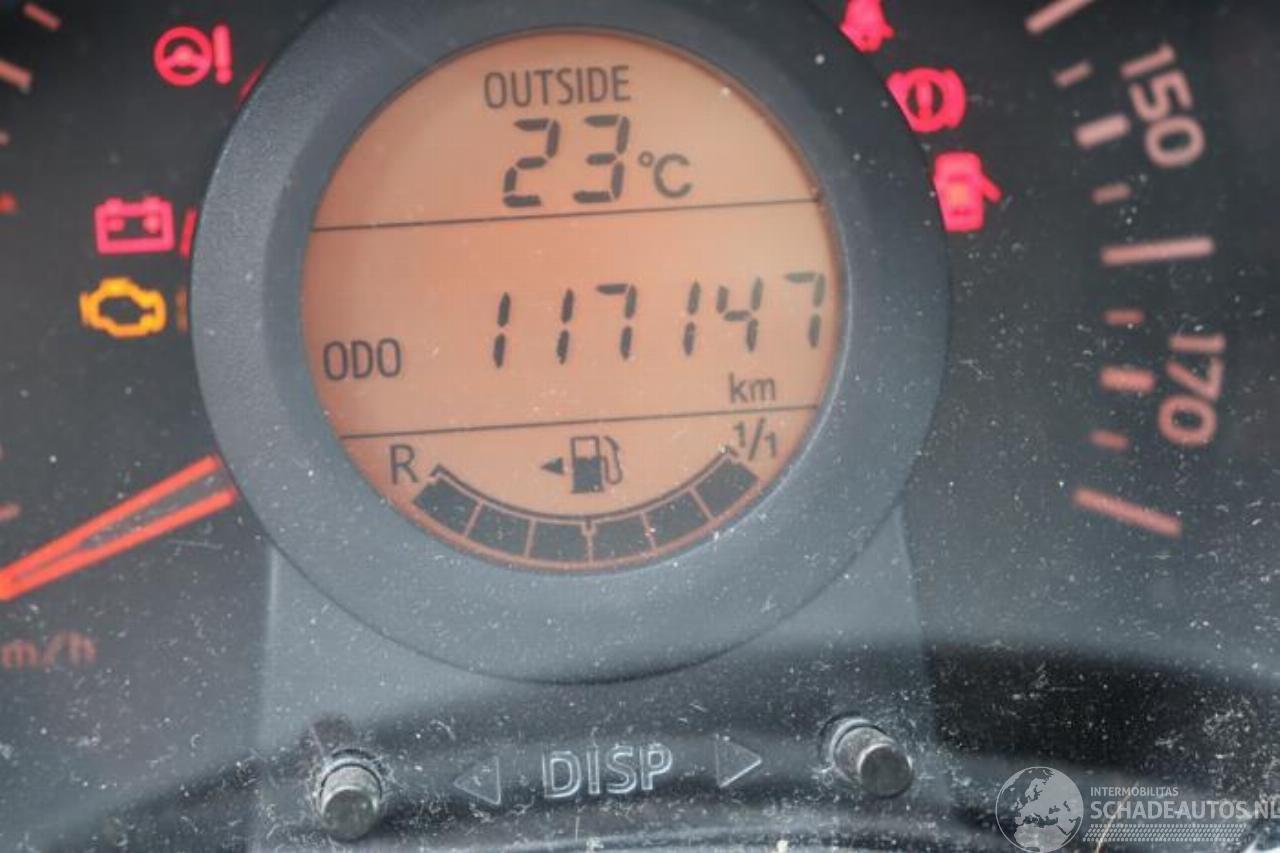 OUTSIDE
23°C
150
ODO 117147
km
170
R 1/1
m/h
DISP
INTERMOBILITAS
SCHADEAUTOS.NL